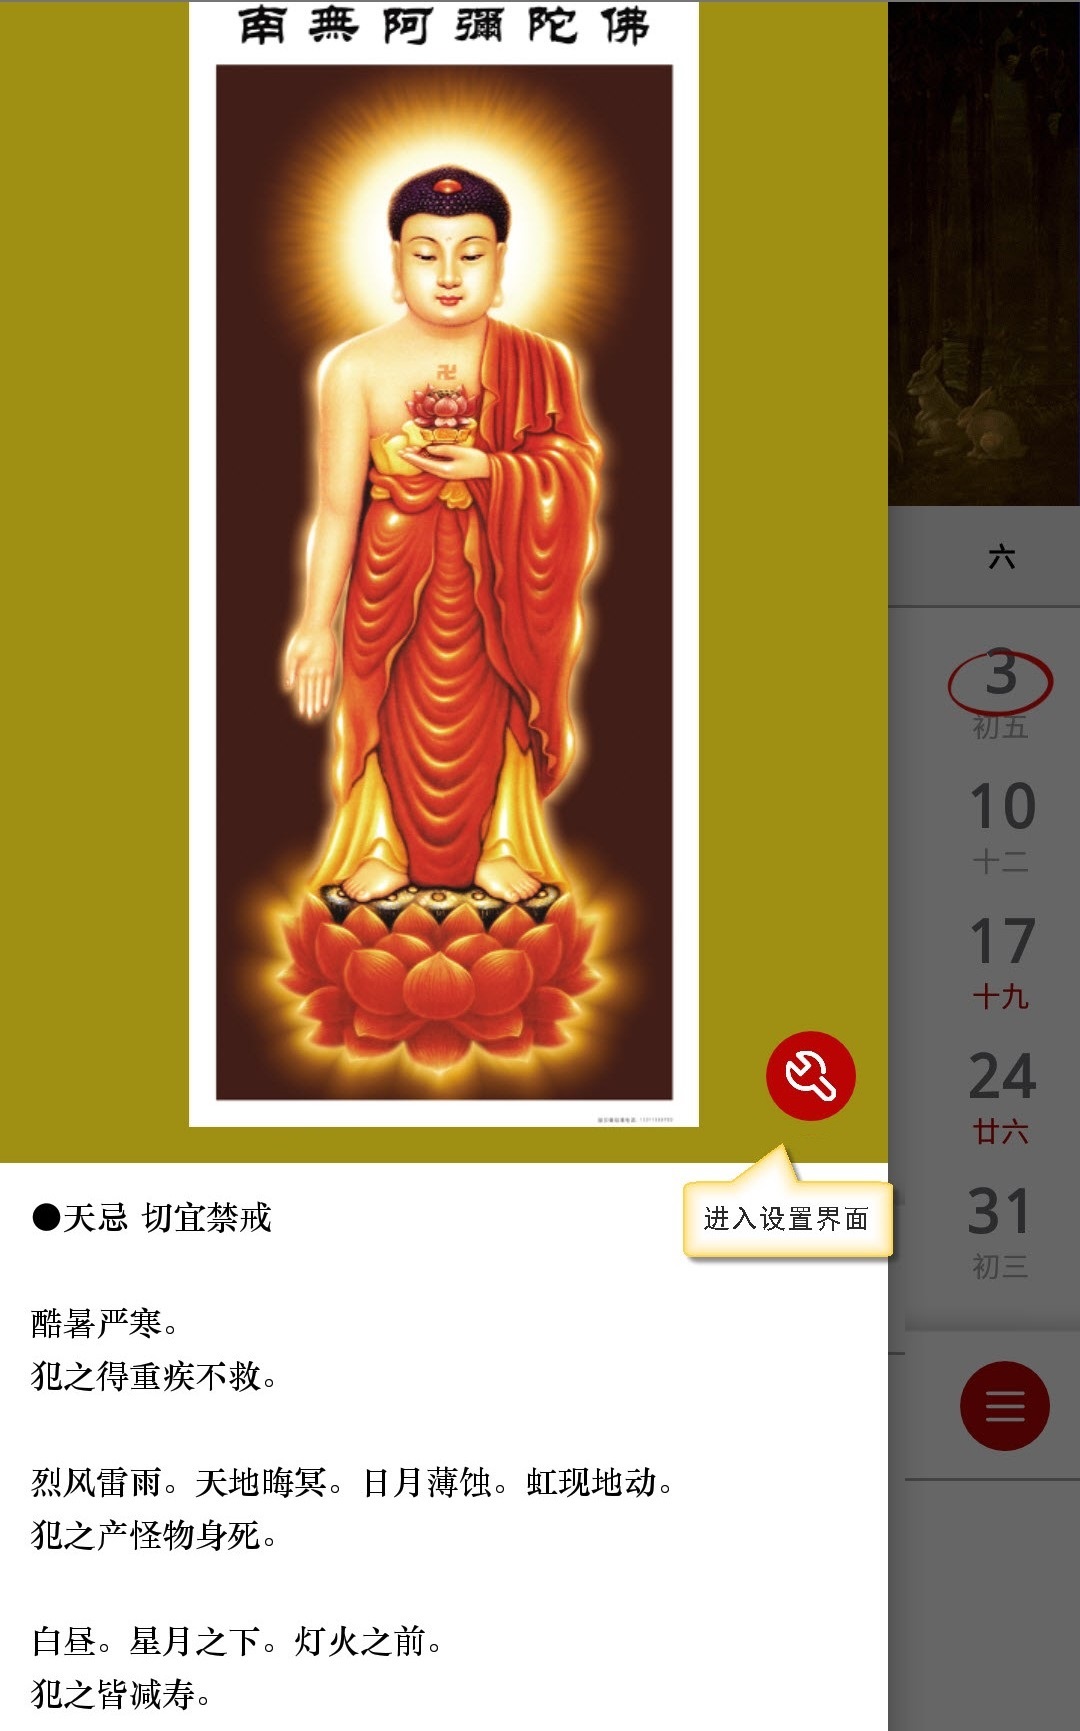 南無阿彌陀佛
卍
●天忌 切宜禁戒
进入设置界面
酷暑严寒。
犯之得重疾不救。
烈风雷雨。天地晦冥。日月薄蚀。虹现地动。
犯之产怪物身死。
白昼。星月之下。灯火之前。
犯之皆减寿。
六
3
初五
10
十二
17
十九
24
廿六
31
初三